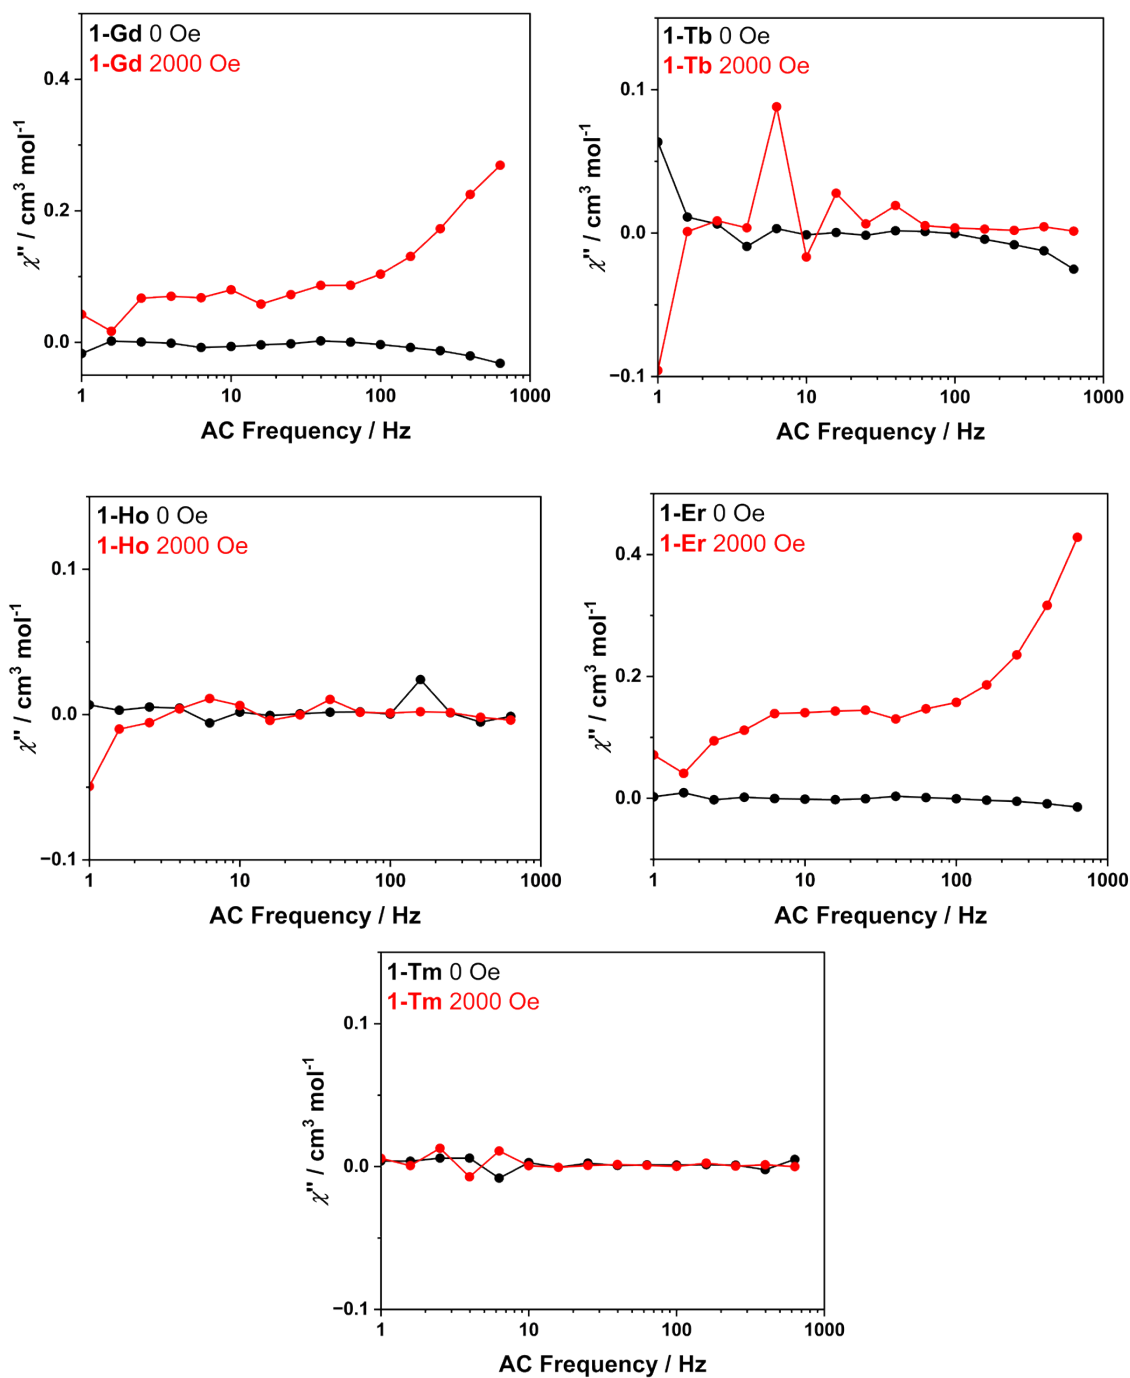 1-Gd 0 Oe
1-Gd 2000 Oe
0.4
0.2
0.0
χ" / cm³ mol⁻¹
1 10 100 1000
AC Frequency / Hz
1-Tb 0 Oe
1-Tb 2000 Oe
0.1
0.0
−0.1
χ" / cm³ mol⁻¹
1 10 100 1000
AC Frequency / Hz
1-Ho 0 Oe
1-Ho 2000 Oe
0.1
0.0
−0.1
χ" / cm³ mol⁻¹
1 10 100 1000
AC Frequency / Hz
1-Er 0 Oe
1-Er 2000 Oe
0.4
0.2
0.0
χ" / cm³ mol⁻¹
1 10 100 1000
AC Frequency / Hz
1-Tm 0 Oe
1-Tm 2000 Oe
0.1
0.0
−0.1
χ" / cm³ mol⁻¹
1 10 100 1000
AC Frequency / Hz